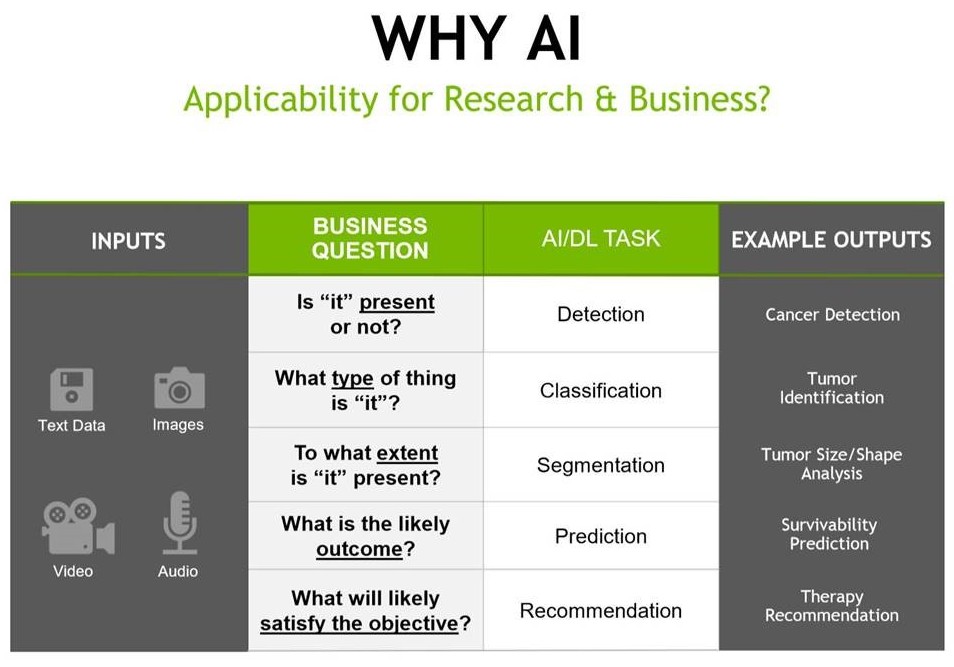 WHY AI
Applicability for Research & Business?
INPUTS
BUSINESS
QUESTION
AI/DL TASK
EXAMPLE OUTPUTS
Is “it” present
or not?
Detection
Cancer Detection
What type of thing
is “it”?
Classification
Tumor
Identification
To what extent
is “it” present?
Segmentation
Tumor Size/Shape
Analysis
What is the likely
outcome?
Prediction
Survivability
Prediction
What will likely
satisfy the objective?
Recommendation
Therapy
Recommendation
Text Data
Images
Video
Audio